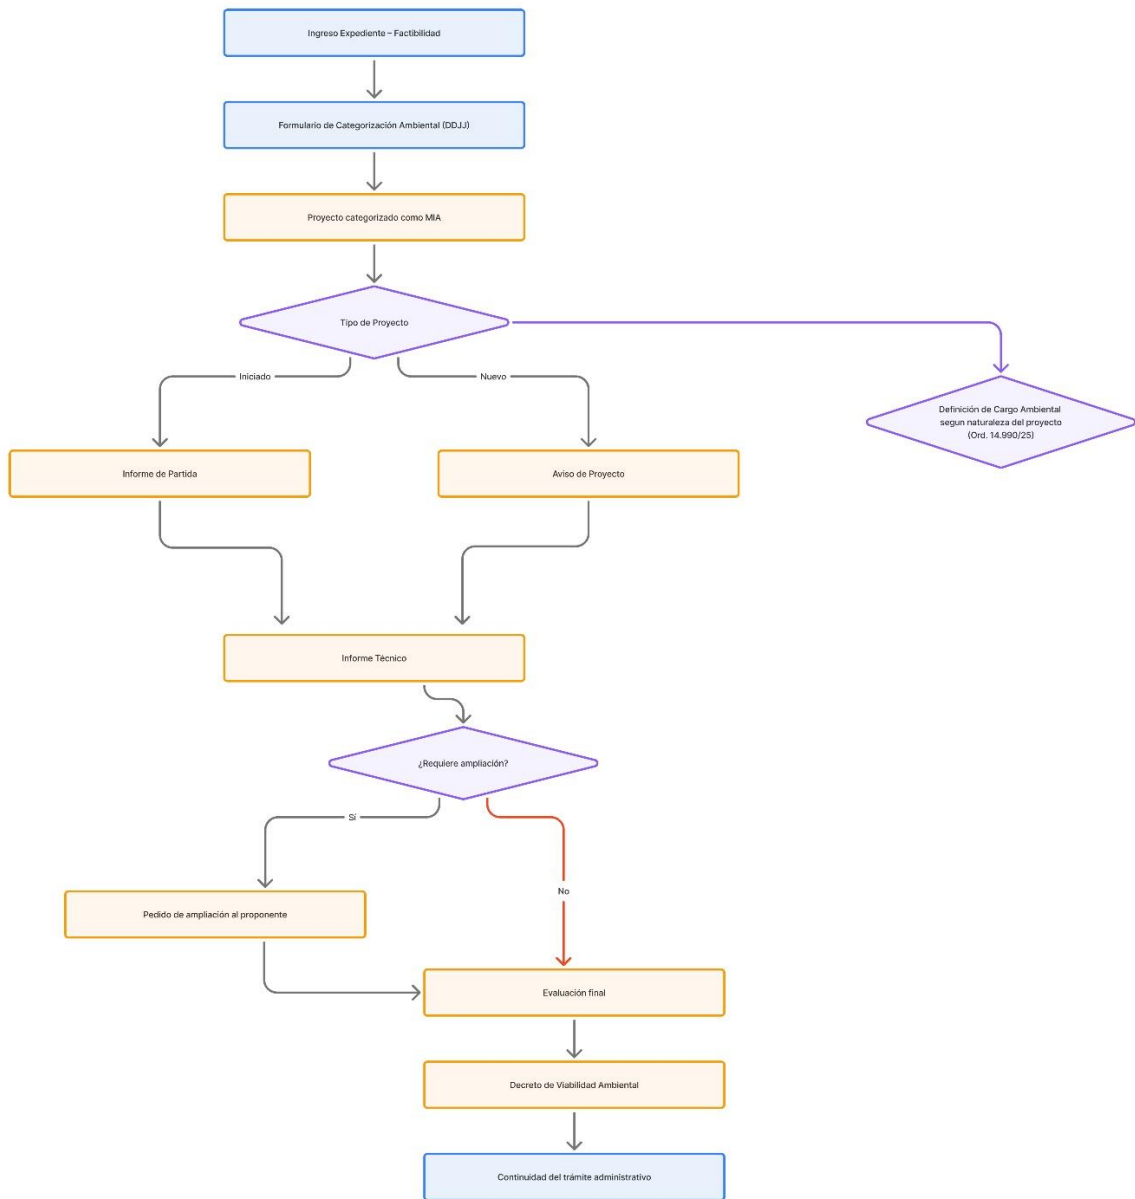 Ingreso Expediente – Factibilidad
Formulario de Categorización Ambiental (DDJJ)
Proyecto categorizado como MIA
Tipo de Proyecto
Iniciado
Nuevo
Definición de Cargo Ambiental
segun naturaleza del proyecto
(Ord. 14.990/25)
Informe de Partida
Aviso de Proyecto
Informe Técnico
¿Requiere ampliación?
Sí
No
Pedido de ampliación al proponente
Evaluación final
Decreto de Viabilidad Ambiental
Continuidad del trámite administrativo